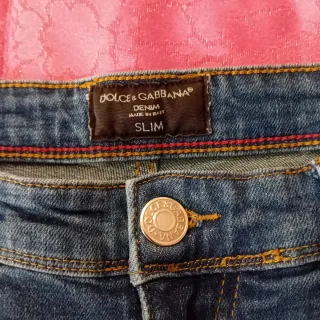 DOLCE & GABBANA®
DENIM
MADE IN ITALY
SLIM